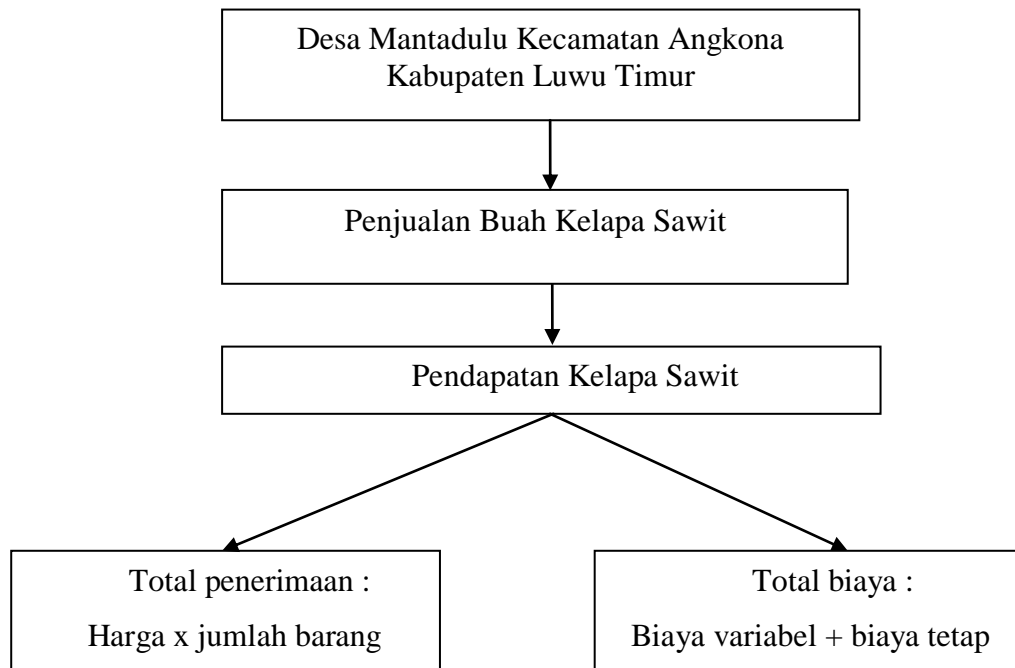 Desa Mantadulu Kecamatan Angkona
Kabupaten Luwu Timur
Penjualan Buah Kelapa Sawit
Pendapatan Kelapa Sawit
Total penerimaan :
Harga x jumlah barang
Total biaya :
Biaya variabel + biaya tetap